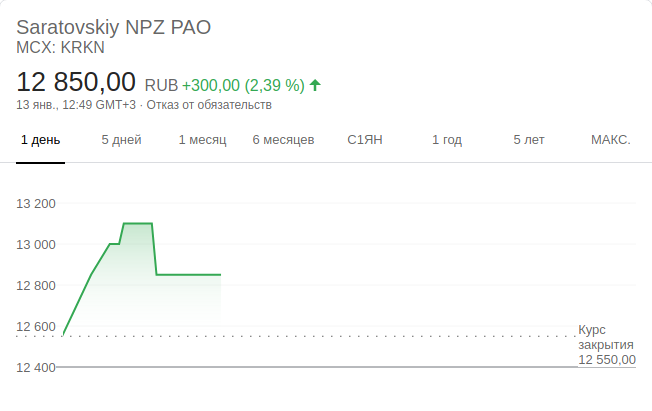 Saratovskiy NPZ PAO
MCX: KRKN
12 850,00 RUB +300,00 (2,39 %)
13 янв., 12:49 GMT+3 · Отказ от обязательств
1 день 5 дней 1 месяц 6 месяцев С1ЯН 1 год 5 лет МАКС.
13 200
13 000
12 800
12 600
Курс
закрытия
12 550,00
12 400